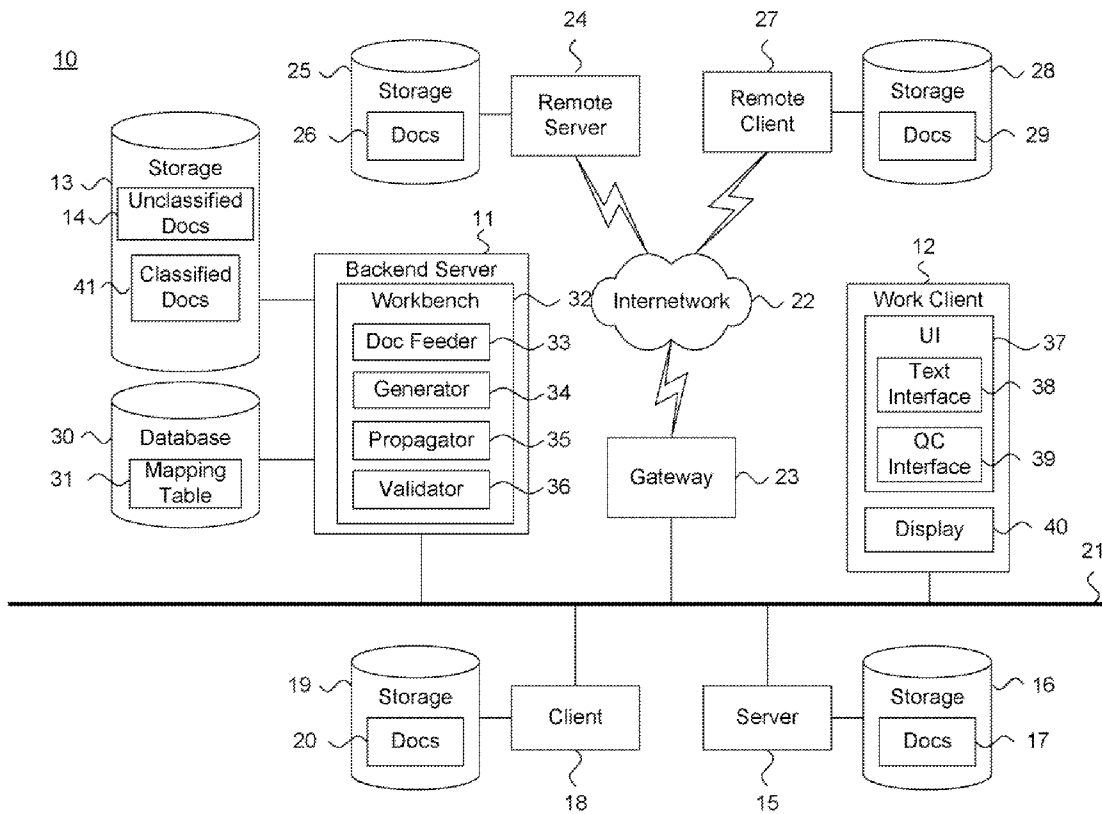 10
24
27
25
Storage
26
Docs
Remote
Server
Remote
Client
28
Storage
Docs
29
13
Storage
14
Unclassified
Docs
41
Classified
Docs
11
Backend Server
Workbench
32
Doc Feeder
33
Generator
34
Propagator
35
Validator
36
Internetwork
22
12
Work Client
UI
37
Text
Interface
38
QC
Interface
39
Display
40
30
Database
31
Mapping
Table
Gateway
23
21
19
Storage
20
Docs
Client
18
Server
15
16
Storage
Docs
17